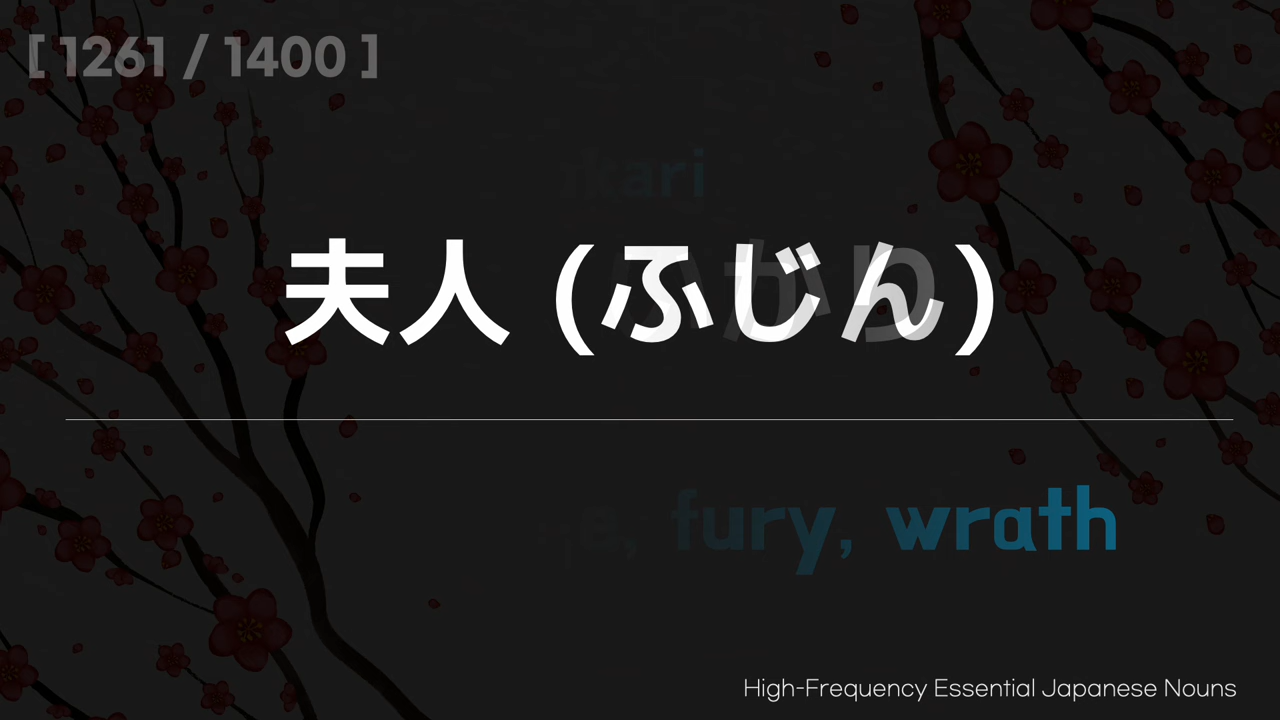 [ 1261 / 1400 ]
夫人 (ふじん)
fury, wrath
High-Frequency Essential Japanese Nouns